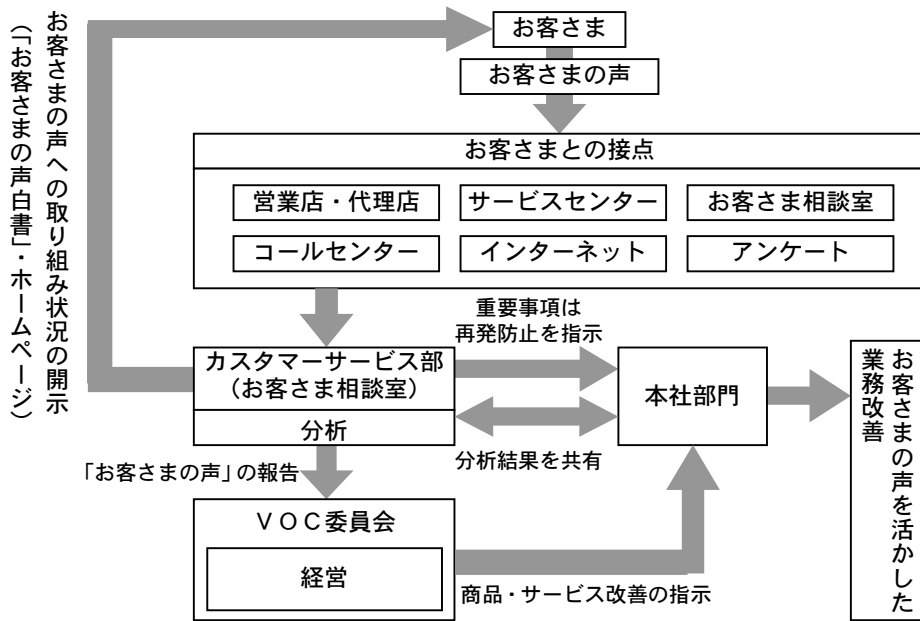 お客さまの声への取り組み状況の開示
(「お客さまの声白書」・ホームページ)
お客さま
お客さまの声
お客さまとの接点
営業店・代理店
サービスセンター
お客さま相談室
コールセンター
インターネット
アンケート
重要事項は
再発防止を指示
カスタマーサービス部
(お客さま相談室)
分析
本社部門
お客さまの声を活かした
業務改善
分析結果を共有
「お客さまの声」の報告
VOC委員会
経営
商品・サービス改善の指示